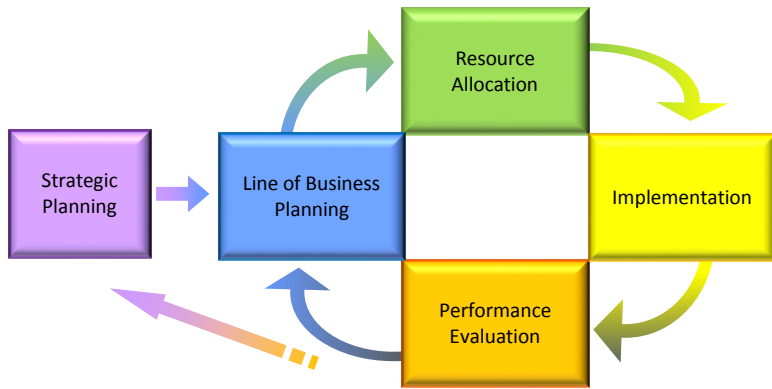 Strategic
Planning
Line of Business
Planning
Resource
Allocation
Implementation
Performance
Evaluation